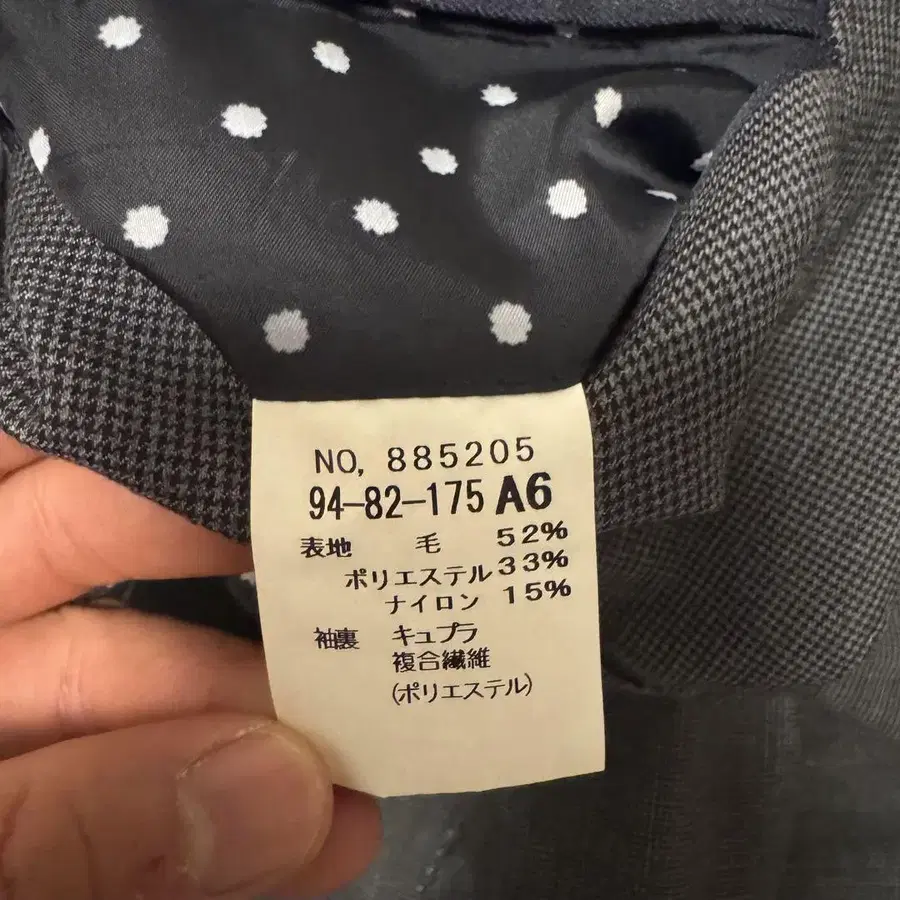 NO, 885205
94-82-175 A6
表地 毛 52%
ポリエステル 33%
ナイロン 15%
袖裏 キュプラ
複合繊維
(ポリエステル)